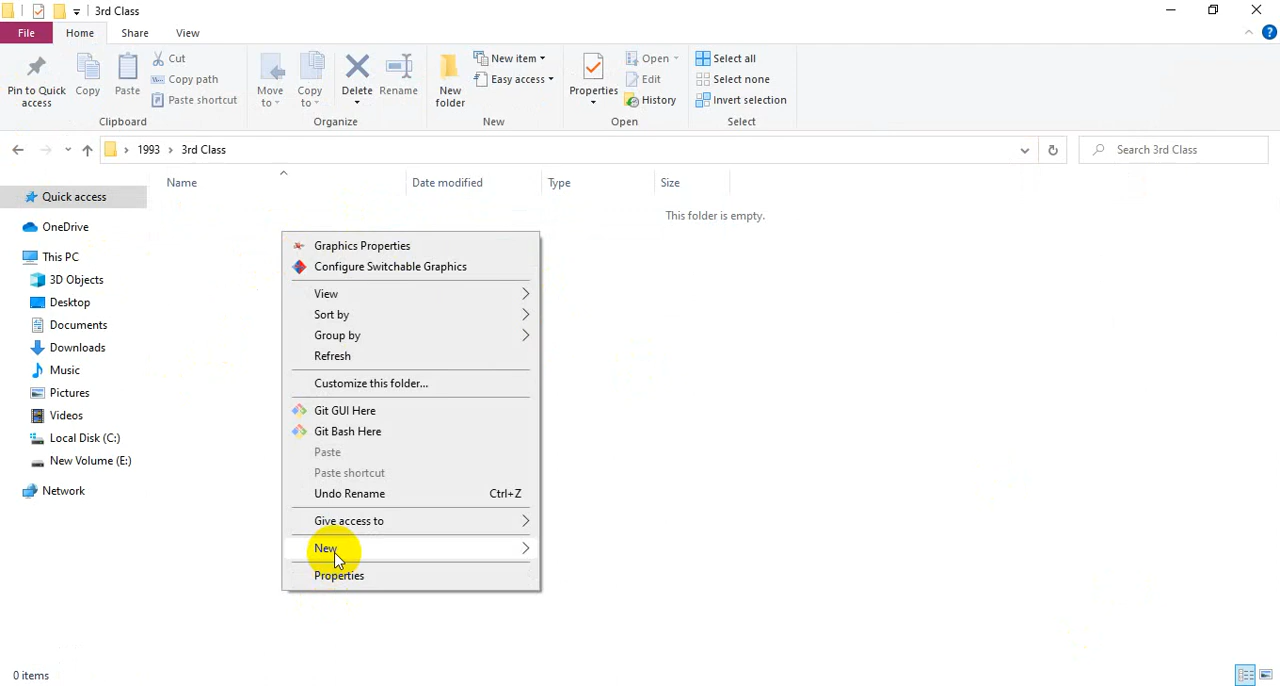 3rd Class
File Home Share View
Pin to Quick access
Copy
Paste
Cut
Copy path
Paste shortcut
Clipboard
Move to
Copy to
Delete
Rename
Organize
New folder
New item
Easy access
New
Properties
Open
Edit
History
Open
Select all
Select none
Invert selection
Select
1993 3rd Class
Search 3rd Class
Name Date modified Type Size
This folder is empty.
Quick access
OneDrive
This PC
3D Objects
Desktop
Documents
Downloads
Music
Pictures
Videos
Local Disk (C:)
New Volume (E:)
Network
Graphics Properties
Configure Switchable Graphics
View
Sort by
Group by
Refresh
Customize this folder...
Git GUI Here
Git Bash Here
Paste
Paste shortcut
Undo Rename Ctrl+Z
Give access to
New
Properties
0 items